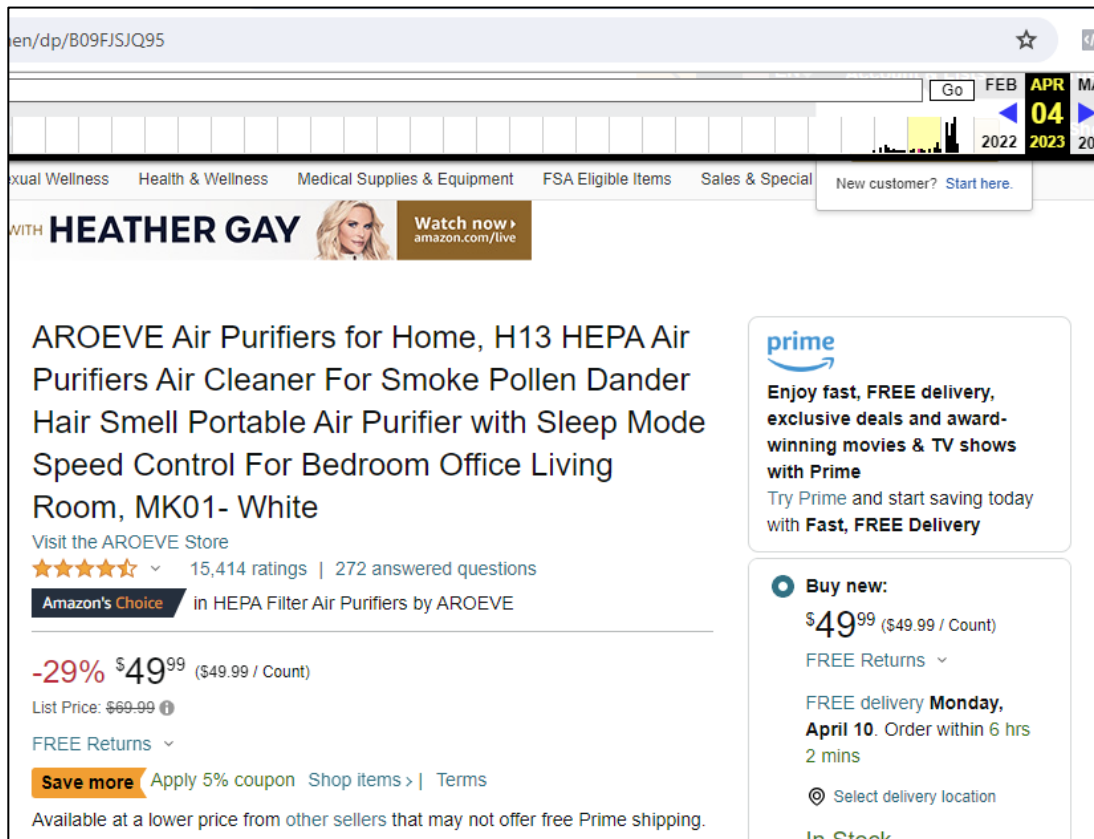 en/dp/B09FJSJQ95
Go
FEB APR
04
2022 2023
Wellness Health & Wellness Medical Supplies & Equipment FSA Eligible Items Sales & Special
New customer? Start here.
WITH HEATHER GAY
Watch now
amazon.com/live
AROEVE Air Purifiers for Home, H13 HEPA Air
Purifiers Air Cleaner For Smoke Pollen Dander
Hair Smell Portable Air Purifier with Sleep Mode
Speed Control For Bedroom Office Living
Room, MK01- White
Visit the AROEVE Store
15,414 ratings | 272 answered questions
Amazon's Choice in HEPA Filter Air Purifiers by AROEVE
-29% $49.99 ($49.99 / Count)
List Price: $69.99
FREE Returns
Save more Apply 5% coupon Shop items > | Terms
Available at a lower price from other sellers that may not offer free Prime shipping.
prime
Enjoy fast, FREE delivery,
exclusive deals and award-
winning movies & TV shows
with Prime
Try Prime and start saving today
with Fast, FREE Delivery
Buy new:
$49.99 ($49.99 / Count)
FREE Returns
FREE delivery Monday,
April 10. Order within 6 hrs
2 mins
Select delivery location
In Stock